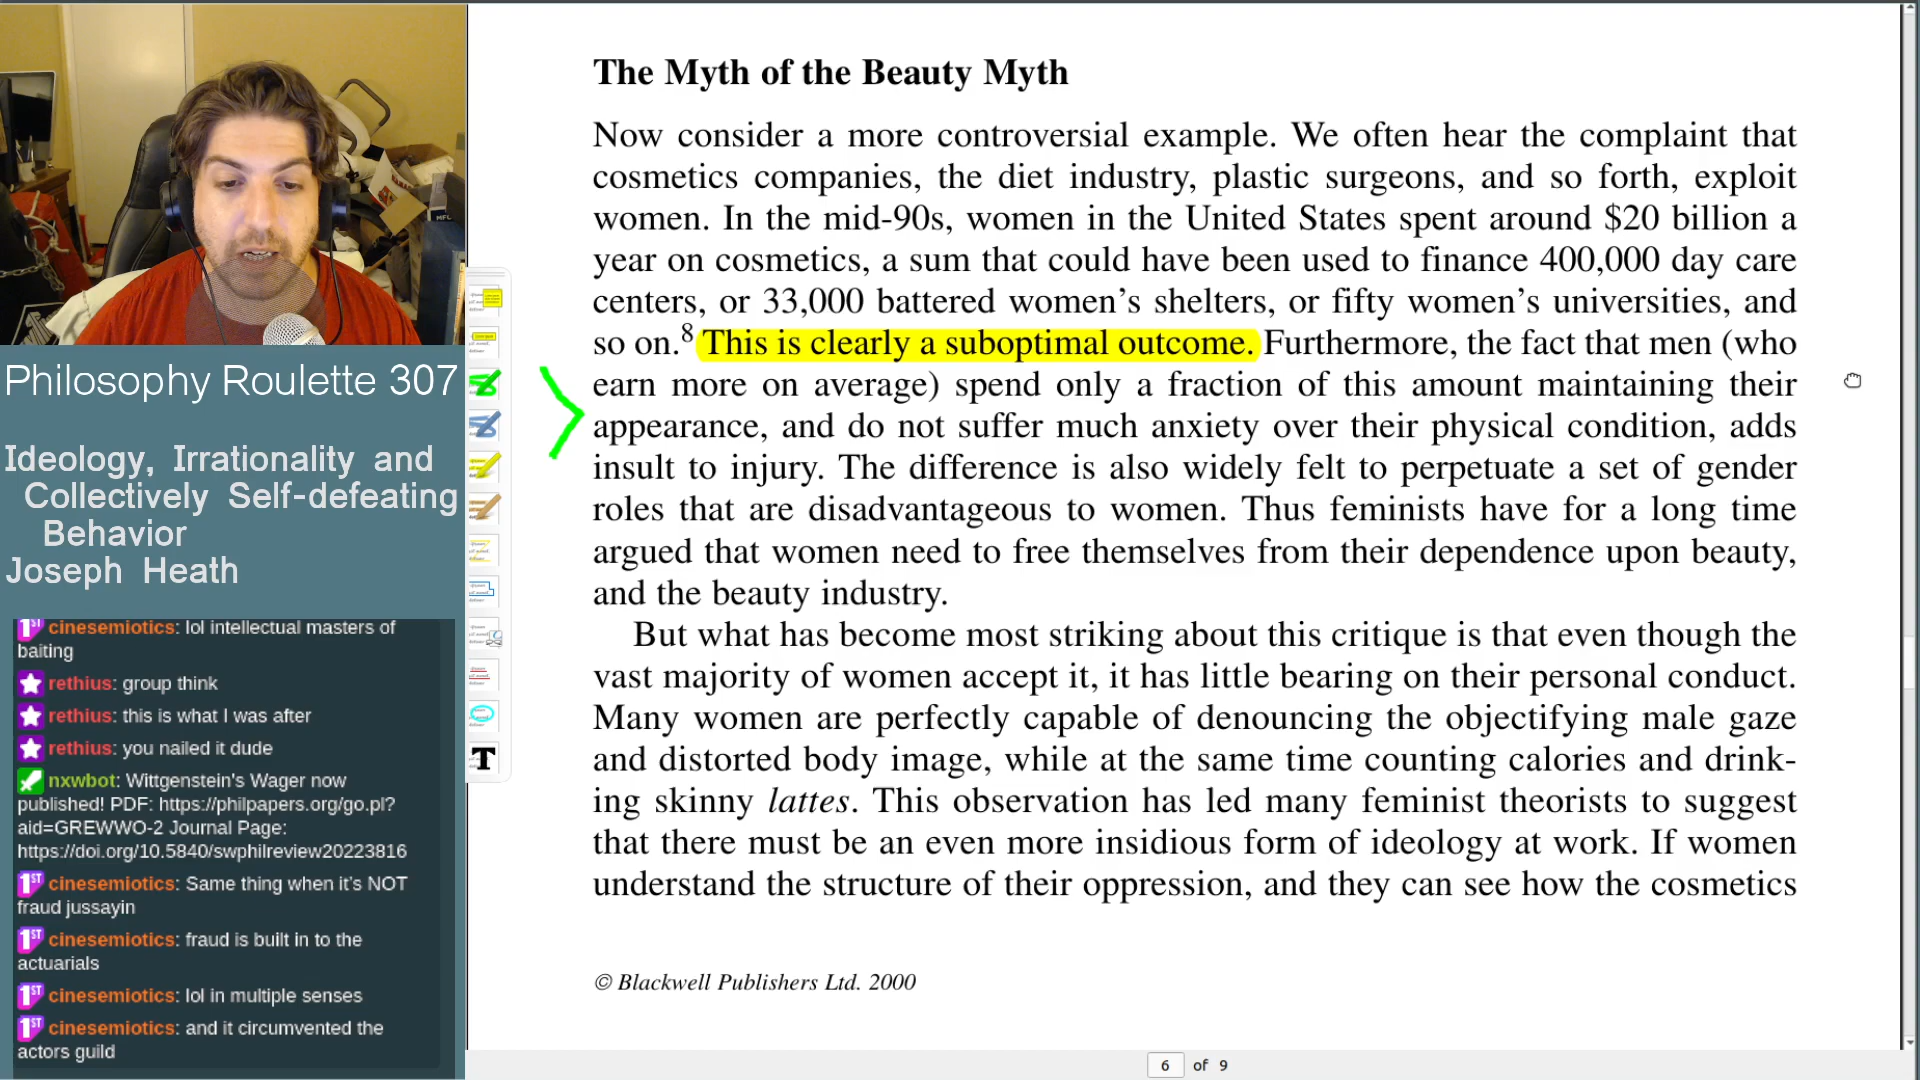 The Myth of the Beauty Myth
Now consider a more controversial example. We often hear the complaint that
cosmetics companies, the diet industry, plastic surgeons, and so forth, exploit
women. In the mid-90s, women in the United States spent around $20 billion a
year on cosmetics, a sum that could have been used to finance 400,000 day care
centers, or 33,000 battered women's shelters, or fifty women's universities, and
so on.8 This is clearly a suboptimal outcome. Furthermore, the fact that men (who
earn more on average) spend only a fraction of this amount maintaining their
appearance, and do not suffer much anxiety over their physical condition, adds
insult to injury. The difference is also widely felt to perpetuate a set of gender
roles that are disadvantageous to women. Thus feminists have for a long time
argued that women need to free themselves from their dependence upon beauty,
and the beauty industry.
But what has become most striking about this critique is that even though the
vast majority of women accept it, it has little bearing on their personal conduct.
Many women are perfectly capable of denouncing the objectifying male gaze
and distorted body image, while at the same time counting calories and drink-
ing skinny lattes. This observation has led many feminist theorists to suggest
that there must be an even more insidious form of ideology at work. If women
understand the structure of their oppression, and they can see how the cosmetics
© Blackwell Publishers Ltd. 2000
6 of 9
T
Philosophy Roulette 307
Ideology, Irrationality and
Collectively Self-defeating
Behavior
Joseph Heath
1ST cinesemiotics: lol intellectual masters of
baiting
rethius: group think
rethius: this is what I was after
rethius: you nailed it dude
nxwbot: Wittgenstein's Wager now
published! PDF: https://philpapers.org/go.pl?
aid=GREWWO-2 Journal Page:
https://doi.org/10.5840/swphilreview20223816
1ST cinesemiotics: Same thing when it's NOT
fraud jussayin
1ST cinesemiotics: fraud is built in to the
actuarials
1ST cinesemiotics: lol in multiple senses
1ST cinesemiotics: and it circumvented the
actors guild